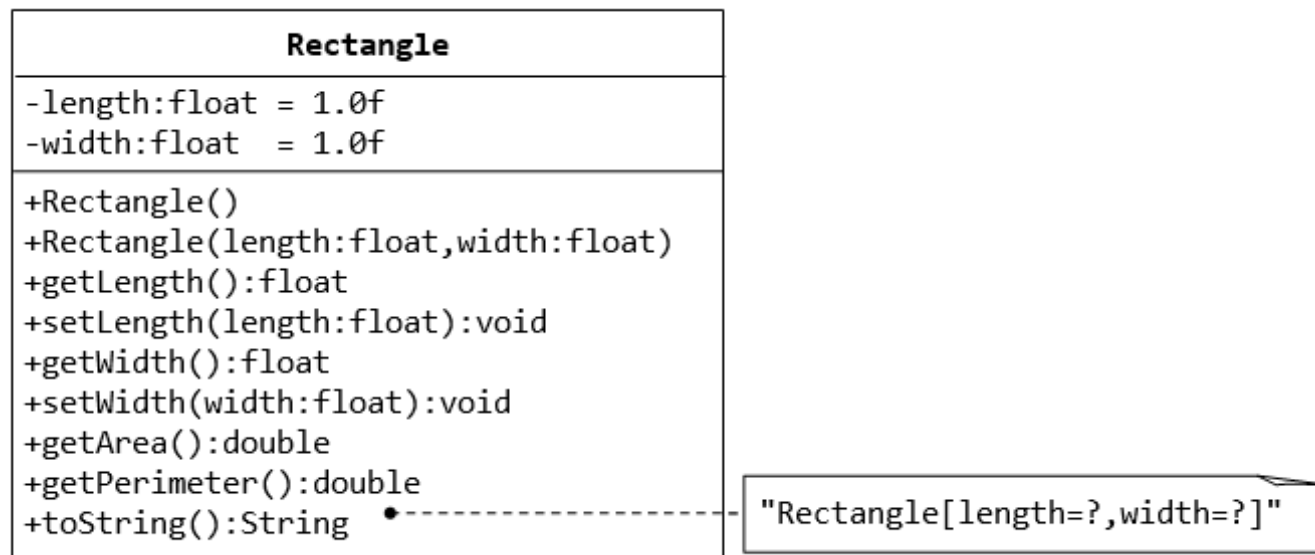 Rectangle
-length:float = 1.0f
-width:float  = 1.0f
+Rectangle()
+Rectangle(length:float,width:float)
+getLength():float
+setLength(length:float):void
+getWidth():float
+setWidth(width:float):void
+getArea():double
+getPerimeter():double
+toString():String
"Rectangle[length=?,width=?]"